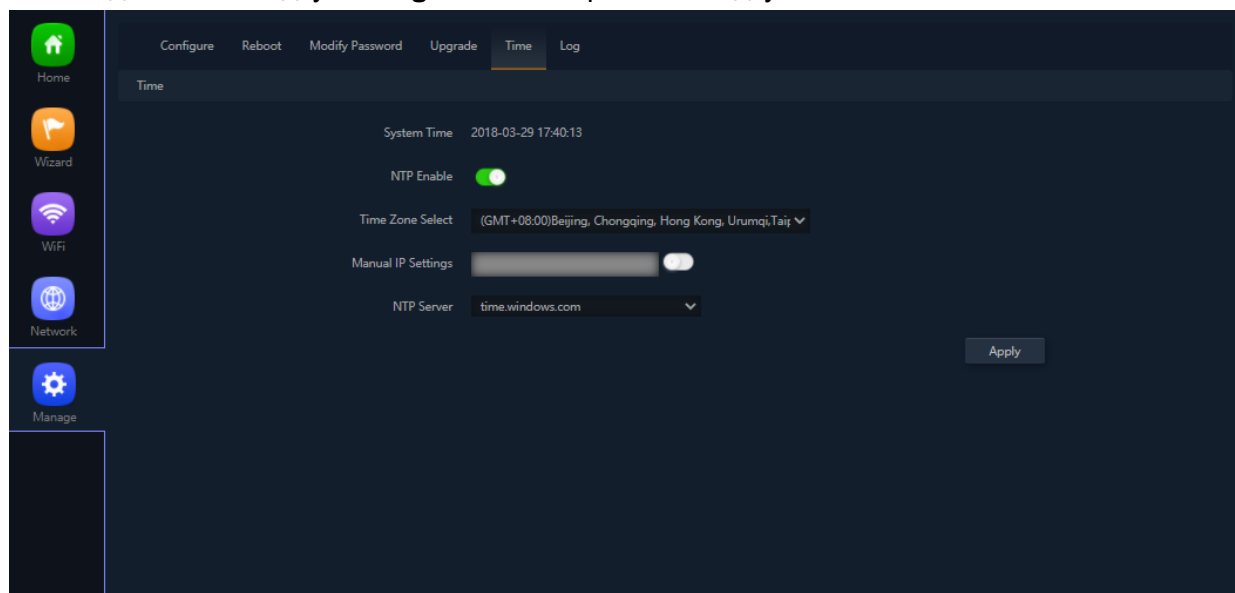 Configure Reboot Modify Password Upgrade Time Log
Home
Time
System Time 2018-03-29 17:40:13
Wizard
NTP Enable
Time Zone Select (GMT+08:00)Beijing, Chongqing, Hong Kong, Urumqi,Taip
WiFi
Manual IP Settings
NTP Server time.windows.com
Network
Apply
Manage